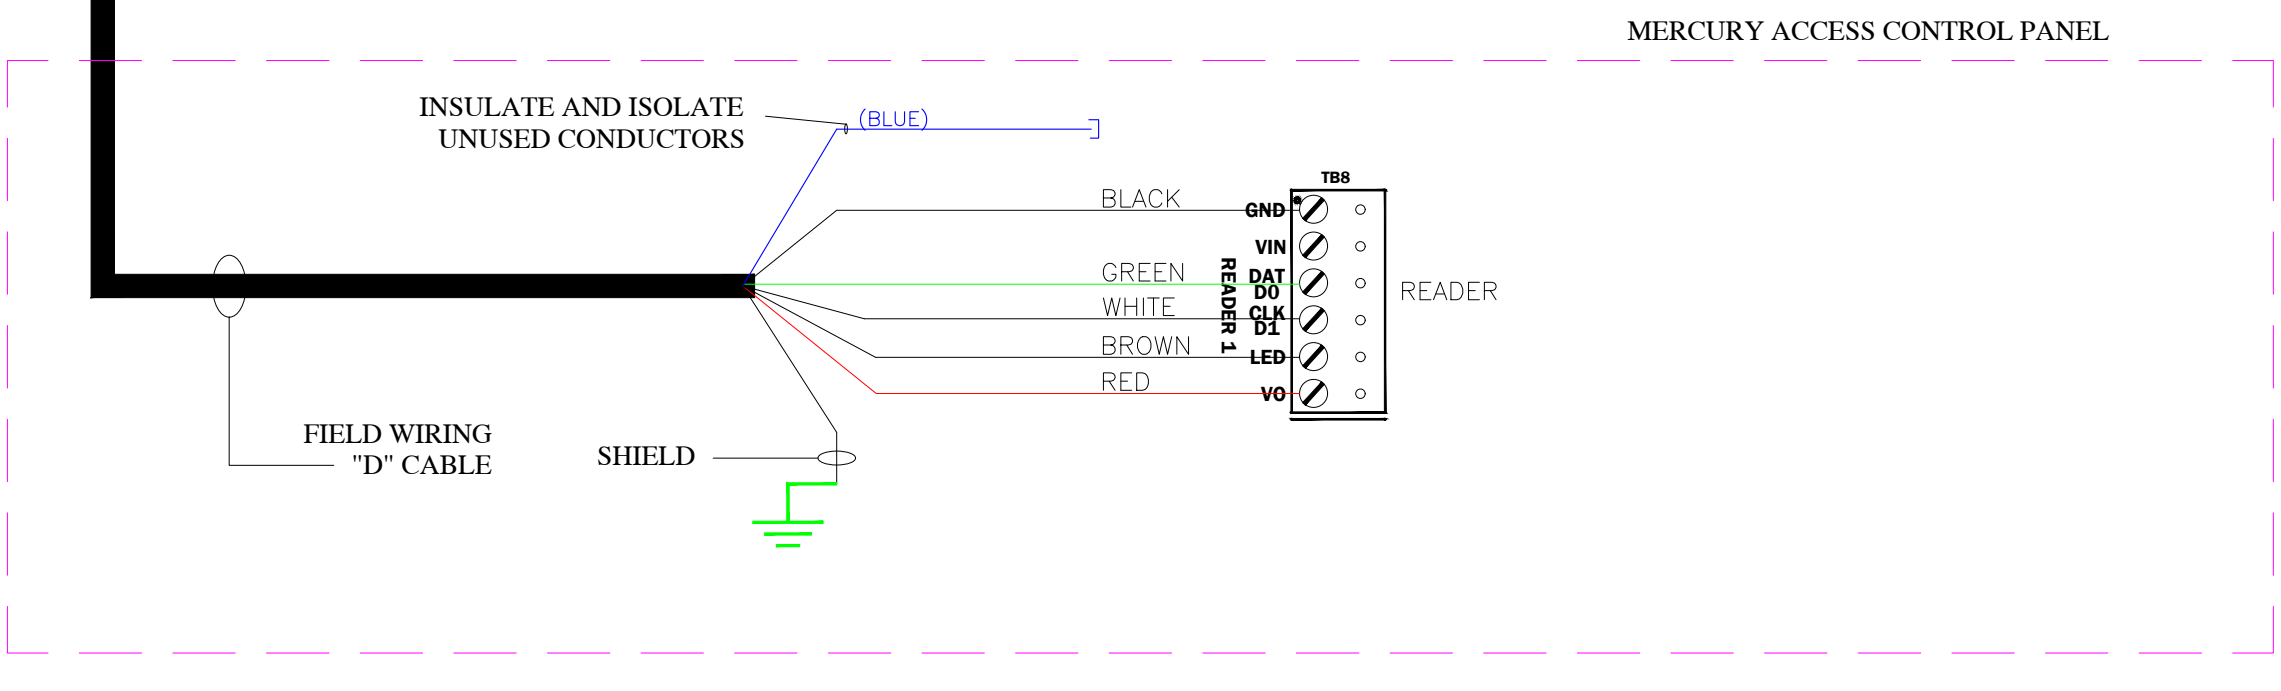 MERCURY ACCESS CONTROL PANEL
INSULATE AND ISOLATE
UNUSED CONDUCTORS
(BLUE)
TB8
BLACK
GND
VIN
GREEN
DAT
D0
WHITE
CLK
D1
BROWN
LED
RED
VO
READER 1
READER
FIELD WIRING
"D" CABLE
SHIELD